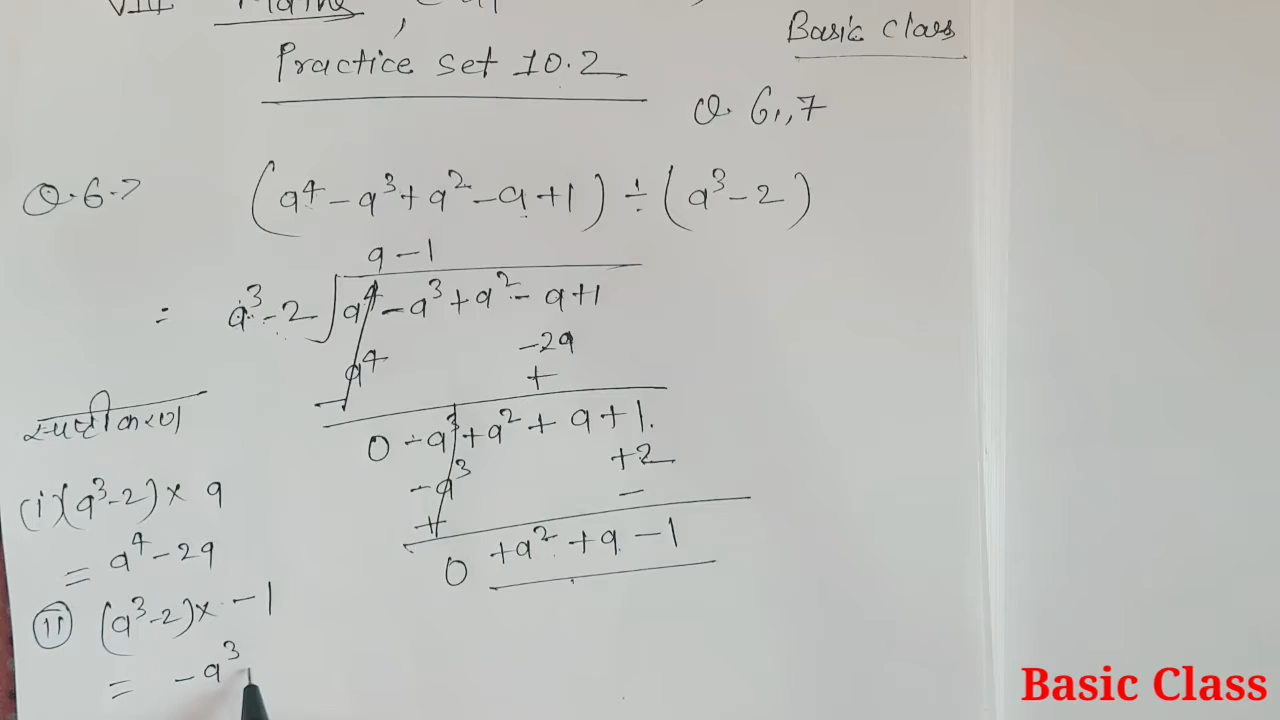 VIII Maths,
Basic class
Practice set 10.2
Q. 6., 7
Q.6.→ (a⁴ - a³ + a² - a + 1) ÷ (a³ - 2)
a - 1
= a³ - 2 √ a⁴ - a³ + a² - a + 1
a⁴ -2a
- +
0 - a³ + a² + a + 1.
- a³ +2
+ -
0 + a² + a - 1
स्पष्टीकरण
(i) (a³ - 2) × a
= a⁴ - 2a
(ii) (a³ - 2) × - 1
= - a³
Basic Class